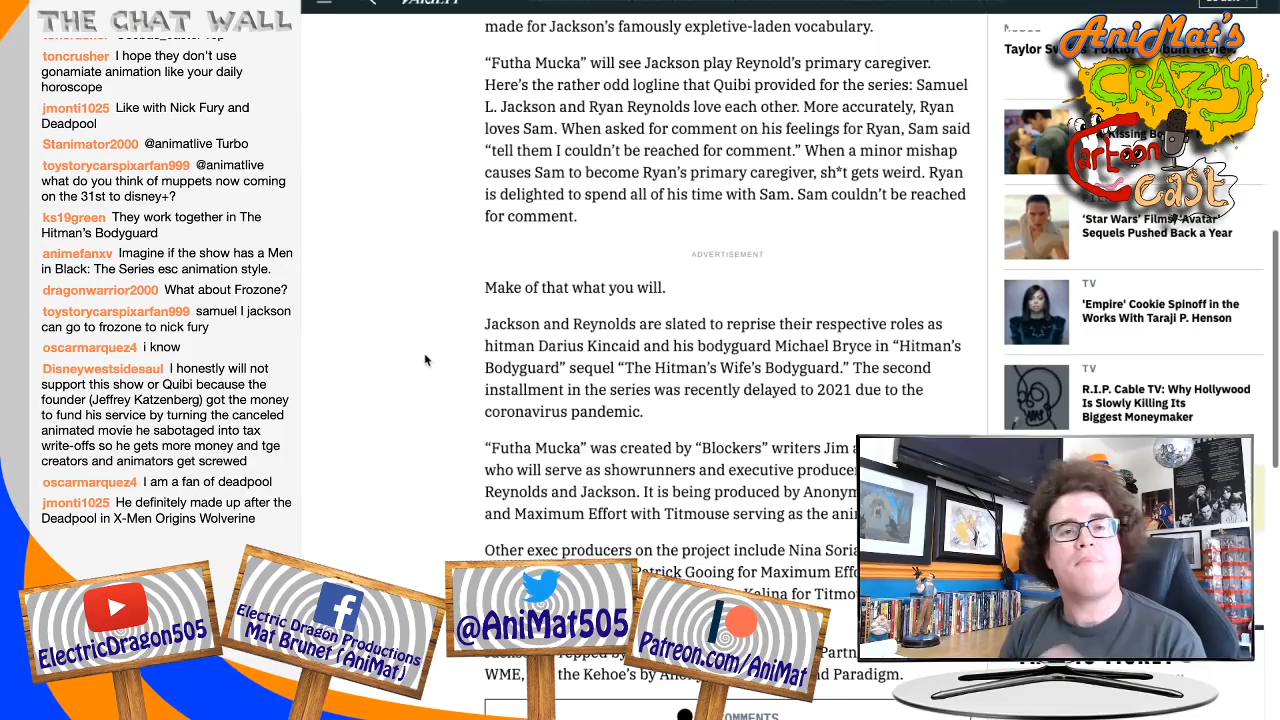 THE CHAT WALL
toncrusher I hope they don't use
gonamiate animation like your daily
horoscope
jmonti1025 Like with Nick Fury and
Deadpool
Stanimator2000 @animatlive Turbo
toystorycarspixarfan999 @animatlive
what do you think of muppets now coming
on the 31st to disney+?
ks19green They work together in The
Hitman's Bodyguard
animefanxv Imagine if the show has a Men
in Black: The Series esc animation style.
dragonwarrior2000 What about Frozone?
toystorycarspixarfan999 samuel l jackson
can go to frozone to nick fury
oscarmarquez4 i know
Disneywestsidesaul I honestly will not
support this show or Quibi because the
founder (Jeffrey Katzenberg) got the money
to fund his service by turning the canceled
animated movie he sabotaged into tax
write-offs so he gets more money and tge
creators and animators get screwed
oscarmarquez4 I am a fan of deadpool
jmonti1025 He definitely made up after the
Deadpool in X-Men Origins Wolverine
made for Jackson's famously expletive-laden vocabulary.
“Futha Mucka” will see Jackson play Reynold's primary caregiver.
Here's the rather odd logline that Quibi provided for the series: Samuel
L. Jackson and Ryan Reynolds love each other. More accurately, Ryan
loves Sam. When asked for comment on his feelings for Ryan, Sam said
“tell them I couldn't be reached for comment.” When a minor mishap
causes Sam to become Ryan's primary caregiver, sh*t gets weird. Ryan
is delighted to spend all of his time with Sam. Sam couldn't be reached
for comment.
ADVERTISEMENT
Make of that what you will.
Jackson and Reynolds are slated to reprise their respective roles as
hitman Darius Kincaid and his bodyguard Michael Bryce in “Hitman's
Bodyguard” sequel “The Hitman's Wife's Bodyguard.” The second
installment in the series was recently delayed to 2021 due to the
coronavirus pandemic.
“Futha Mucka” was created by “Blockers” writers Jim
who will serve as showrunners and executive
Reynolds and Jackson. It is being produced by
and Maximum Effort with Titmouse serving as the
Other exec producers on the project include Nina
Gooing for Maximum
for
by
WME, the Kehoe's by and Paradigm.
AniMat's
CRAZY
Cartoon
Cast
Taylor
‘Star Wars’ Films, ‘Avatar’
Sequels Pushed Back a Year
TV
'Empire' Cookie Spinoff in the
Works With Taraji P. Henson
TV
R.I.P. Cable TV: Why Hollywood
Is Slowly Killing Its
Biggest Moneymaker
ElectricDragon505
Electric Dragon Productions
Mat Brunet (AniMat)
@AniMat505
Patreon.com/AniMat